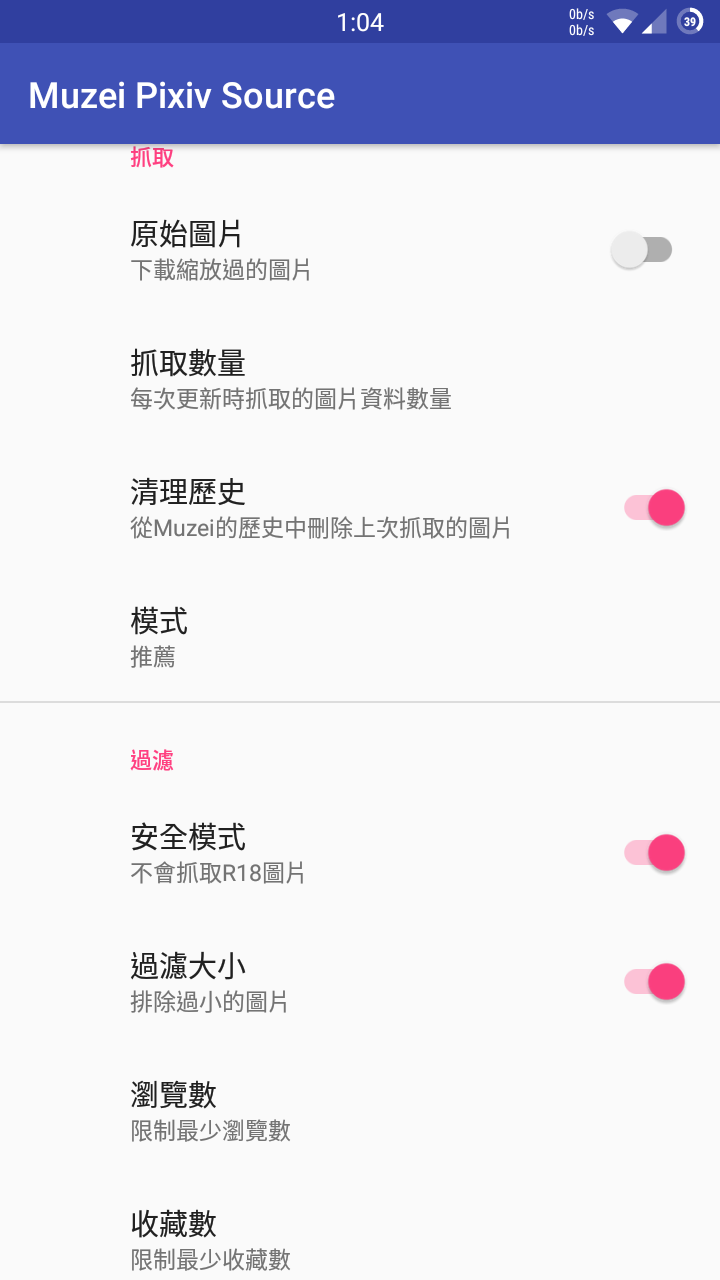 1:04
0b/s
0b/s
39
Muzei Pixiv Source
抓取
原始圖片
下載縮放過的圖片
抓取數量
每次更新時抓取的圖片資料數量
清理歷史
從Muzei的歷史中刪除上次抓取的圖片
模式
推薦
過濾
安全模式
不會抓取R18圖片
過濾大小
排除過小的圖片
瀏覽數
限制最少瀏覽數
收藏數
限制最少收藏數